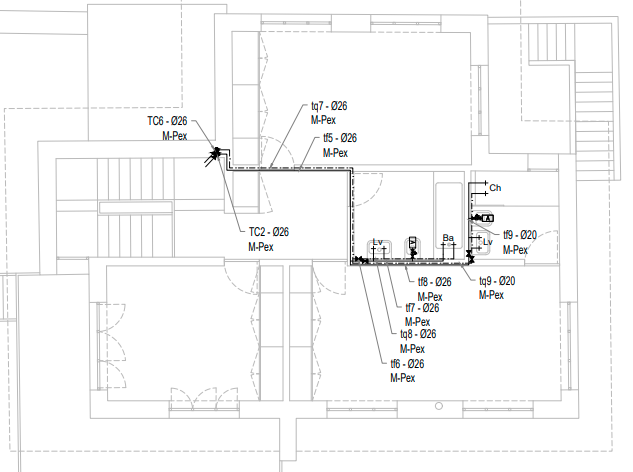 tq7 - Ø26
M-Pex
TC6 - Ø26
M-Pex
tf5 - Ø26
M-Pex
Ch
A
TC2 - Ø26
M-Pex
tf9 - Ø20
M-Pex
Lv
Ba
Lv
tf8 - Ø26
M-Pex
tq9 - Ø20
M-Pex
tf7 - Ø26
M-Pex
tq8 - Ø26
M-Pex
tf6 - Ø26
M-Pex